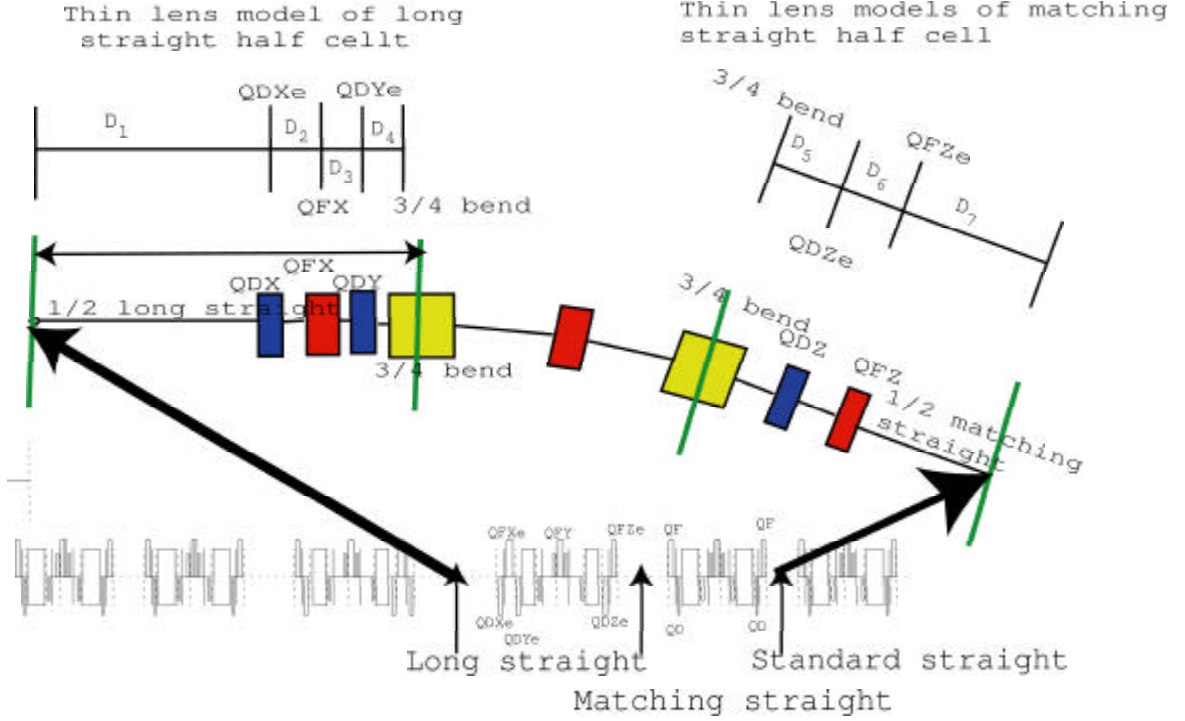 Thin lens model of long
straight half cellt
Thin lens models of matching
straight half cell
QDXe QDYe
D1 D2 D3 D4
QFX 3/4 bend
3/4 bend
D5 D6 D7
QFZe
QDZe
QFX
QDX QDY
1/2 long straight
3/4 bend
3/4 bend
QDZ
QFZ
1/2 matching
straight
QFXe QFY QFZe QF QF
QDXe QDYe QDZe QD QD
Long straight
Standard straight
Matching straight